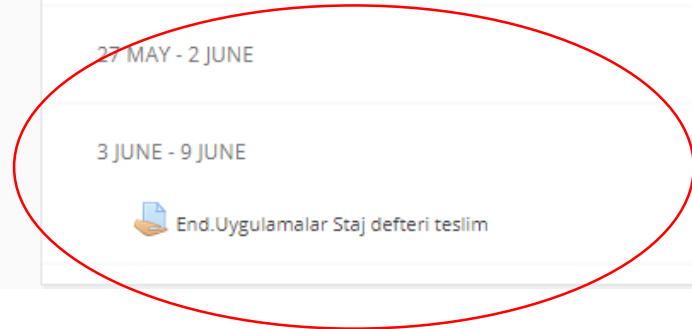 27 MAY - 2 JUNE
3 JUNE - 9 JUNE
End.Uygulamalar Staj defteri teslim